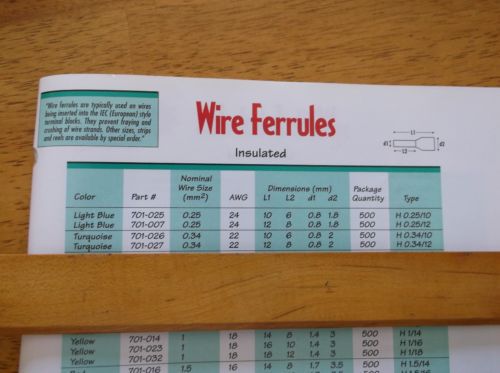 "Wire ferrules are typically used on wires
being inserted into the IEC (European) style
terminal blocks. They prevent fraying and
crushing of wire strands. Other sizes, strips
and reels are available by special order."
Wire Ferrules
Insulated
L1
d1 d2
L2
Nominal
Wire Size Dimensions (mm) Package
Color Part # (mm²) AWG L1 L2 d1 d2 Quantity Type
Light Blue 701-025 0.25 24 10 6 0.8 1.8 500 H 0.25/10
Light Blue 701-007 0.25 24 12 8 0.8 1.8 500 H 0.25/12
Turquoise 701-026 0.34 22 10 6 0.8 2 500 H 0.34/10
Turquoise 701-027 0.34 22 12 8 0.8 2 500 H 0.34/12
Yellow 701-014 1 18 14 8 1.4 3 500 H 1/14
Yellow 701-023 1 18 16 10 1.4 3 500 H 1/16
Yellow 701-032 1 18 18 12 1.4 3 500 H 1/18
701-016 1.5 16 14 8 1.7 3.5 500 H 1.5/14